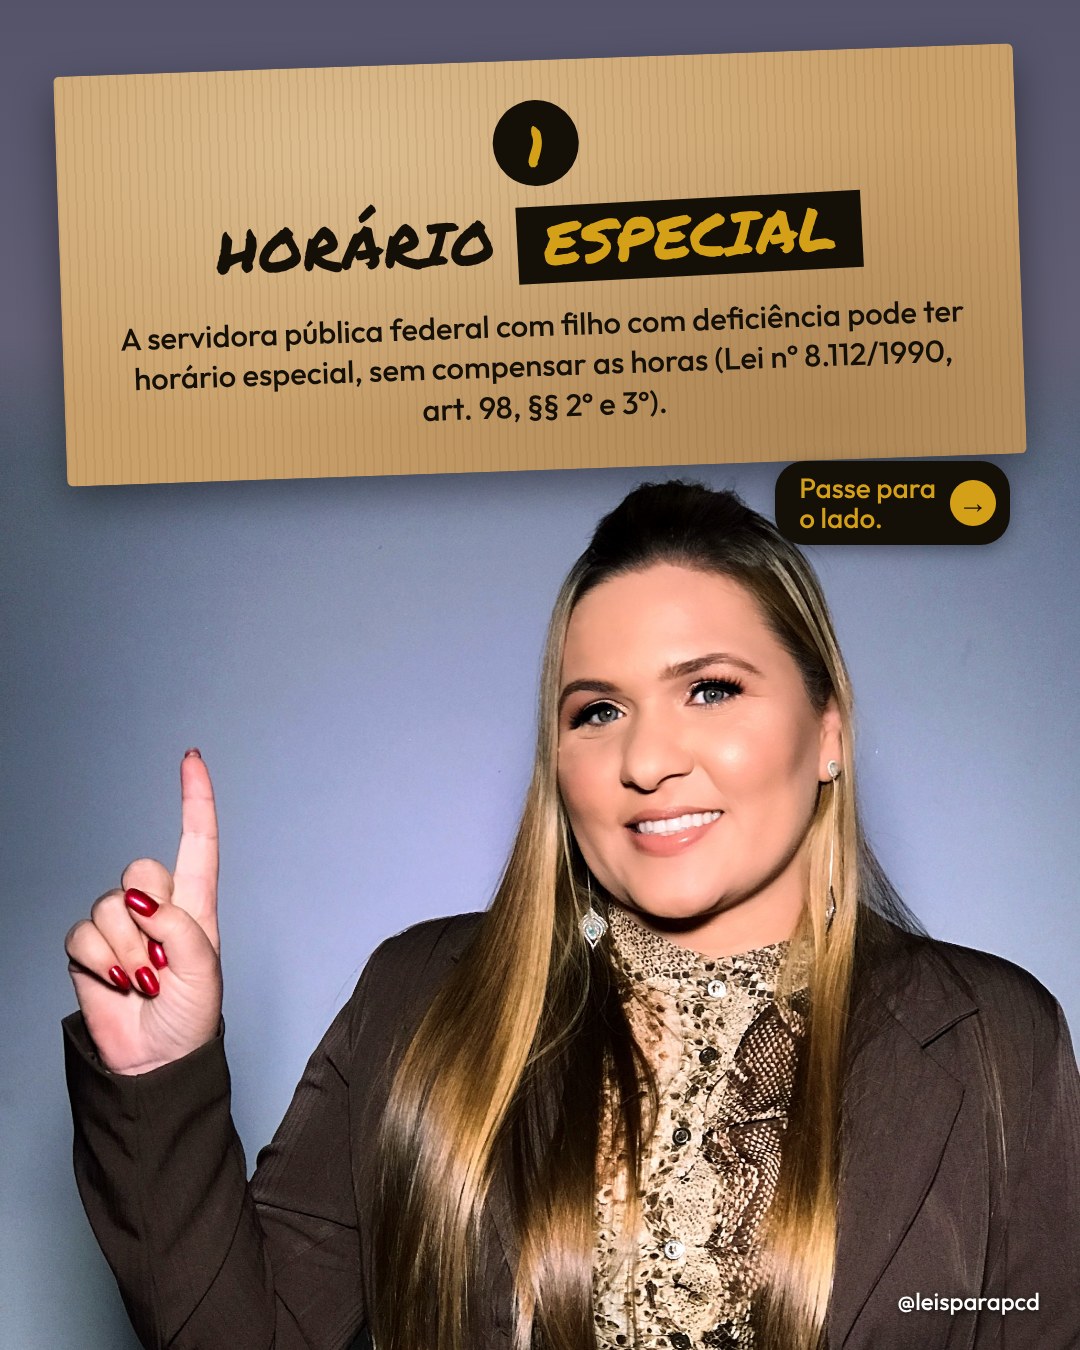 1
HORÁRIO ESPECIAL
A servidora pública federal com filho com deficiência pode ter
horário especial, sem compensar as horas (Lei nº 8.112/1990,
art. 98, §§ 2º e 3º).
Passe para
o lado. →
@leisparapcd